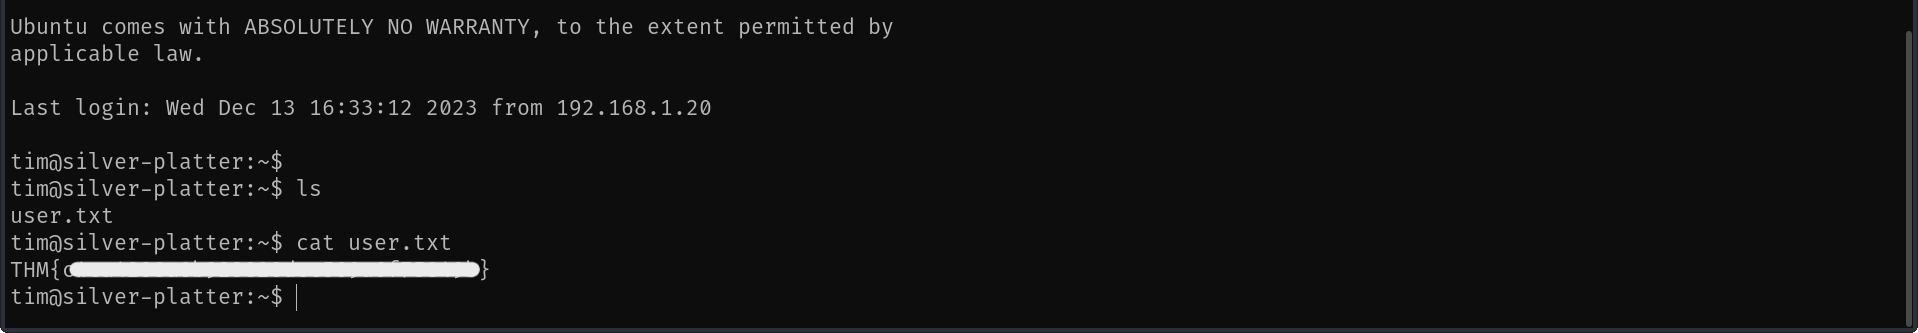 Ubuntu comes with ABSOLUTELY NO WARRANTY, to the extent permitted by
applicable law.
Last login: Wed Dec 13 16:33:12 2023 from 192.168.1.20
tim@silver-platter:~$
tim@silver-platter:~$ ls
user.txt
tim@silver-platter:~$ cat user.txt
THM{c}
tim@silver-platter:~$